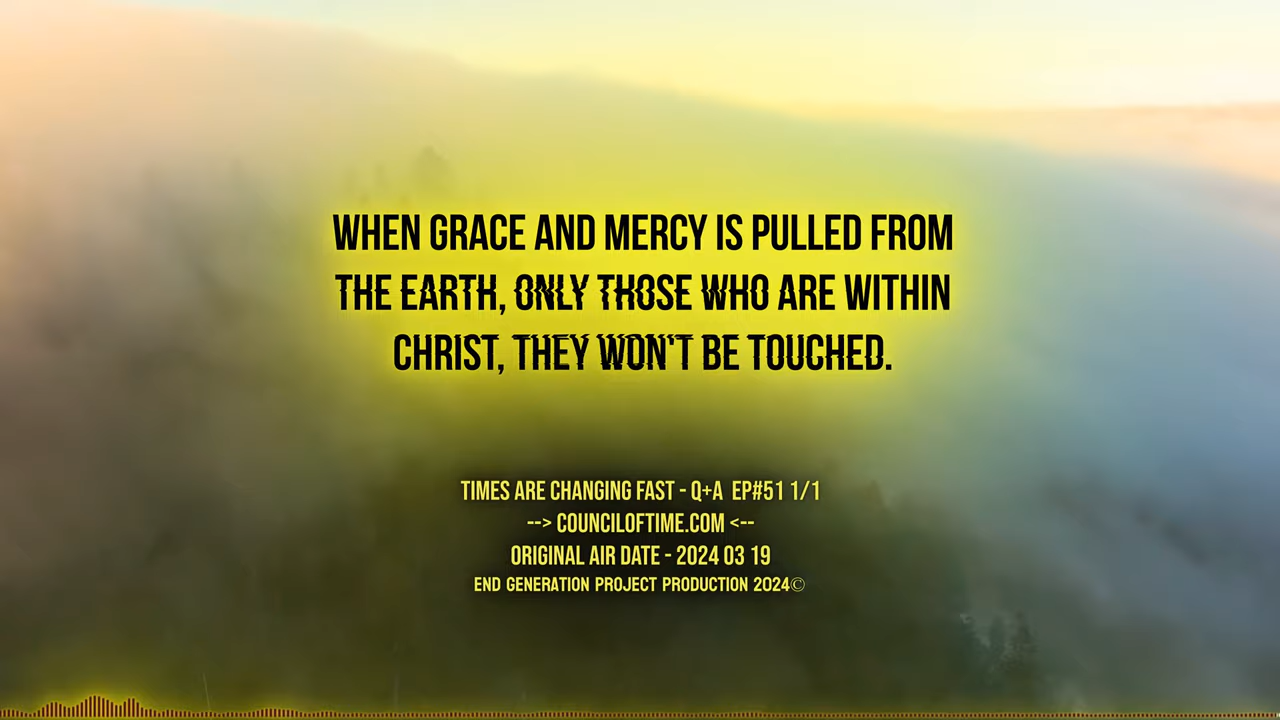 WHEN GRACE AND MERCY IS PULLED FROM
THE EARTH, ONLY THOSE WHO ARE WITHIN
CHRIST, THEY WON'T BE TOUCHED.
TIMES ARE CHANGING FAST - Q+A EP#51 1/1
--> COUNCILOFTIME.COM <--
ORIGINAL AIR DATE - 2024 03 19
END GENERATION PROJECT PRODUCTION 2024©